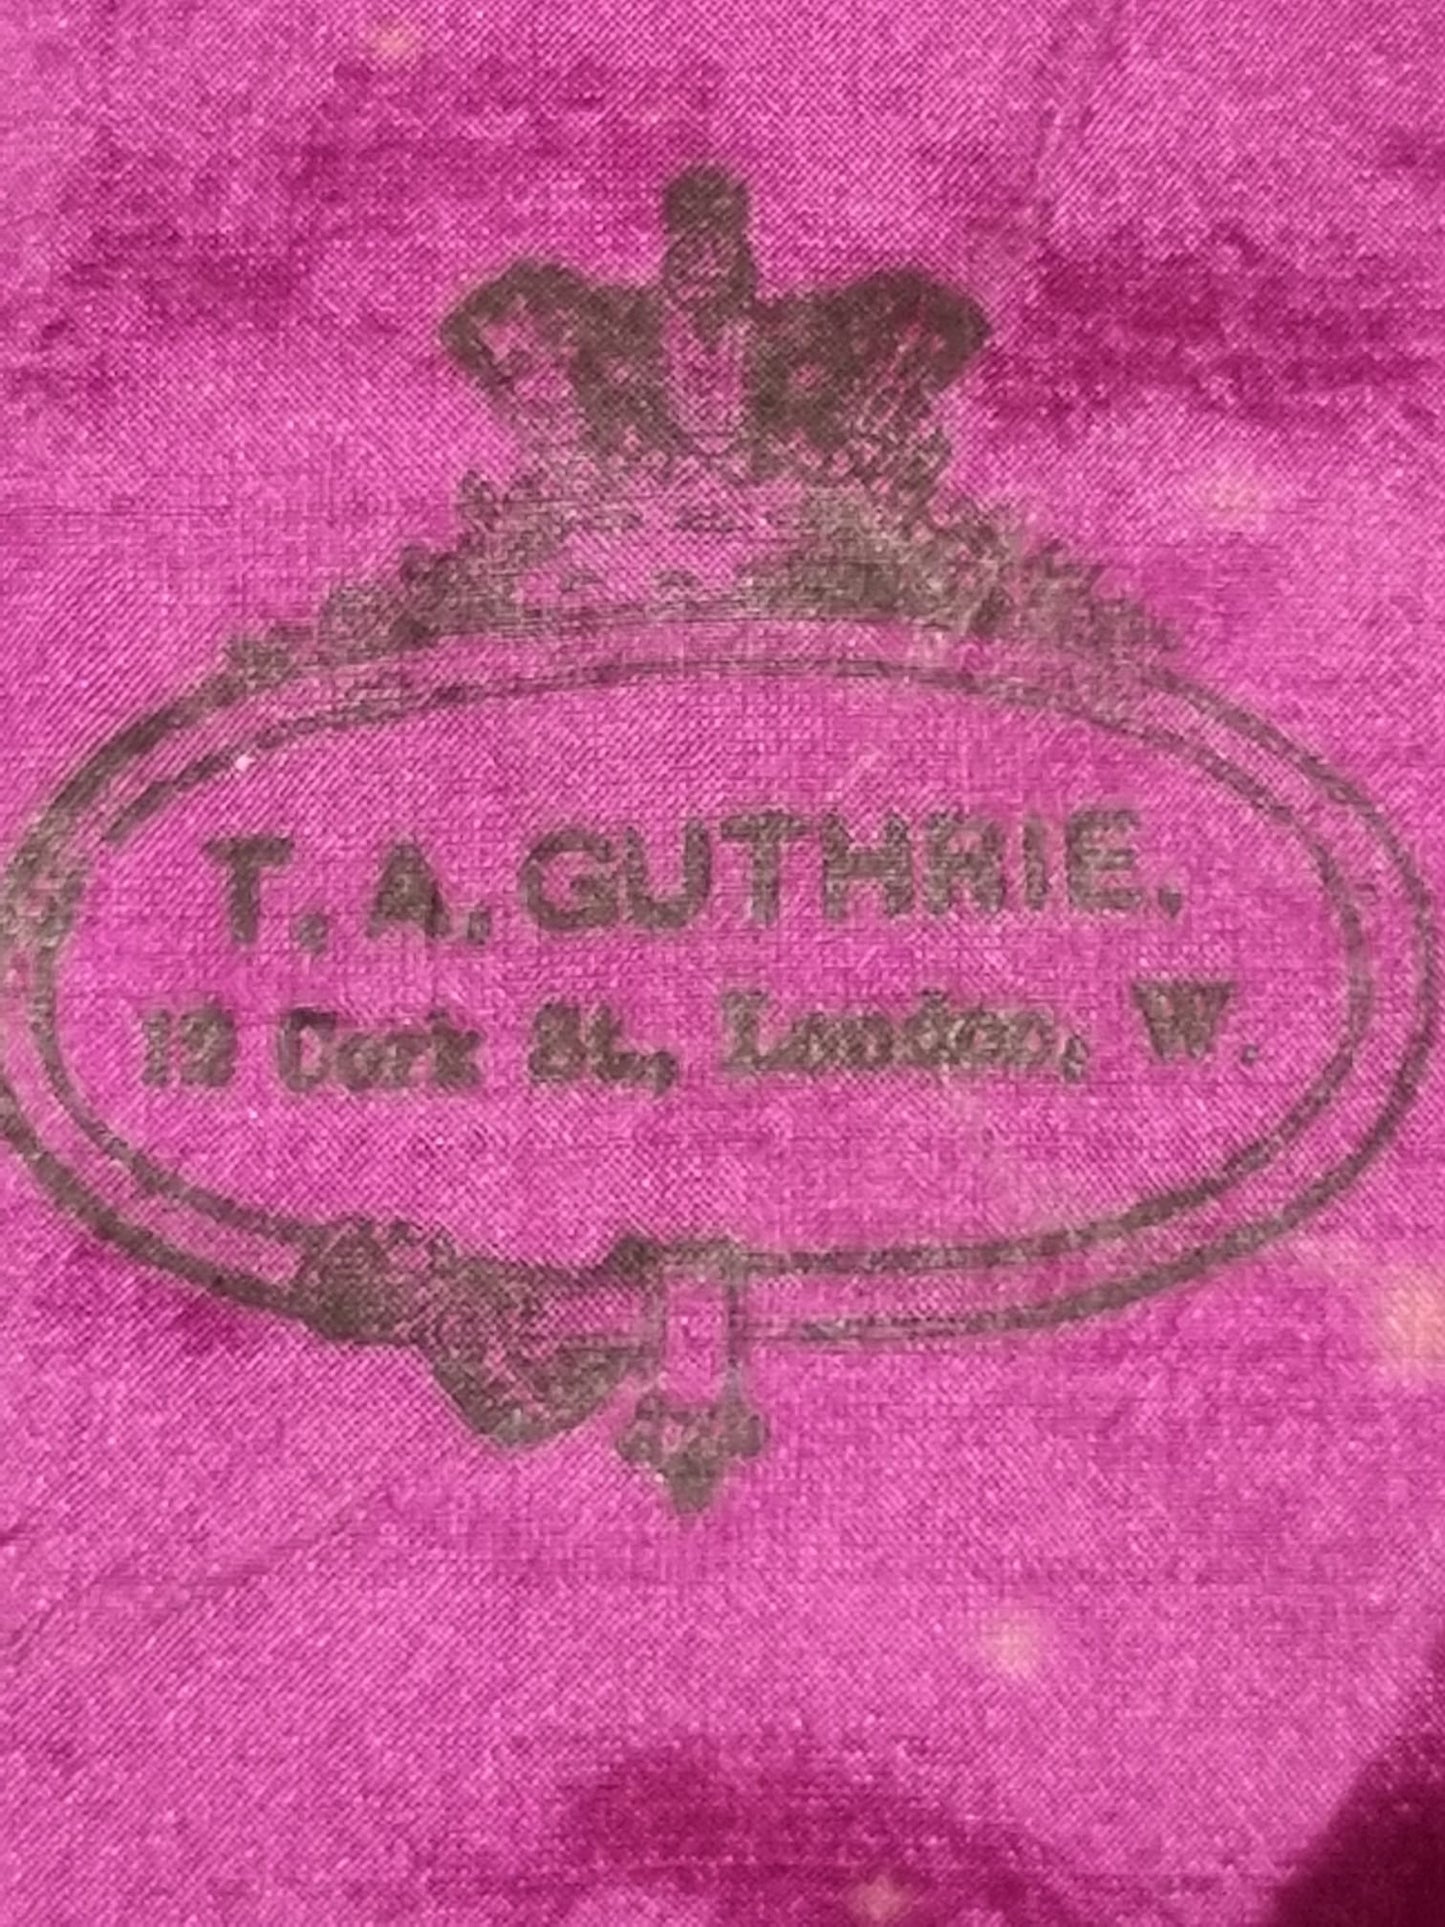 T. A. GUTHRIE.
12 Cork St., London, W.